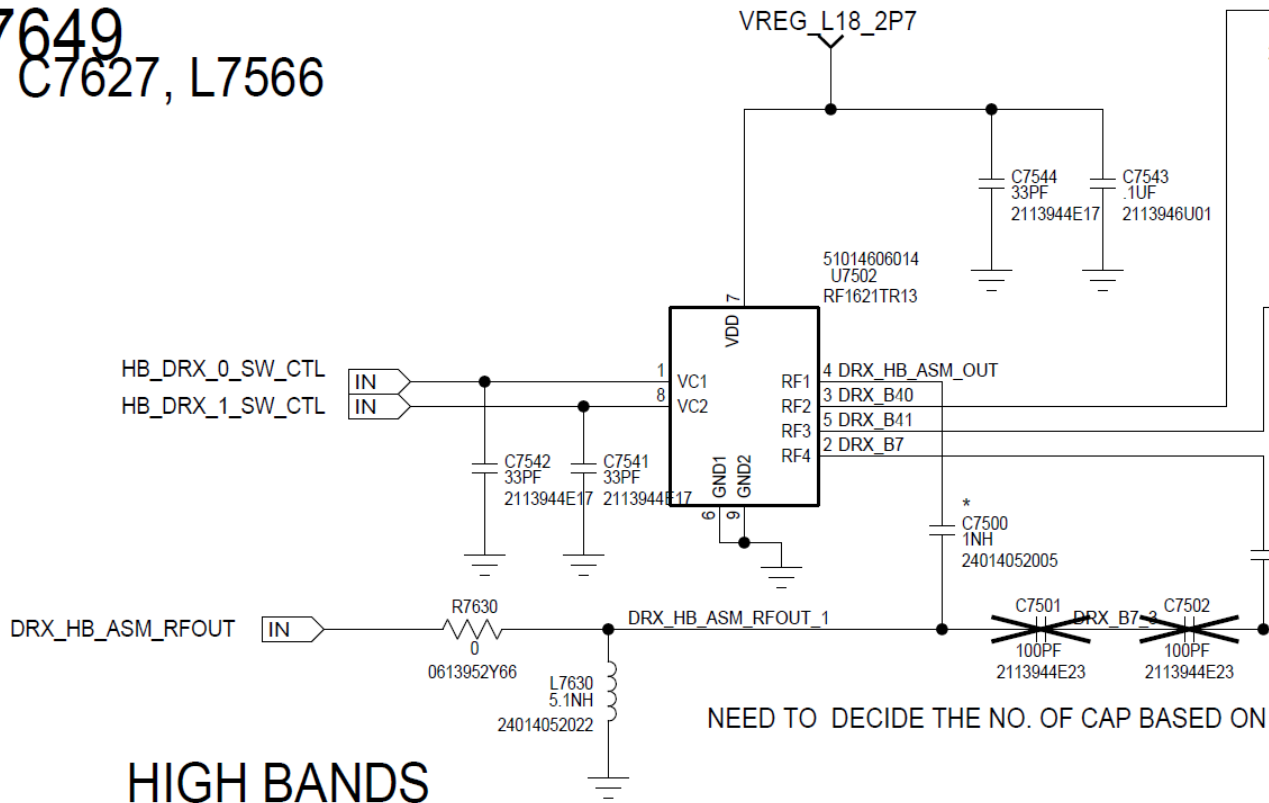 7649
C7627, L7566
VREG_L18_2P7
C7544
33PF
2113944E17
C7543
.1UF
2113946U01
51014606014
U7502
RF1621TR13
7
VDD
HB_DRX_0_SW_CTL
IN
1
VC1
RF1
4
DRX_HB_ASM_OUT
HB_DRX_1_SW_CTL
IN
8
VC2
RF2
3
DRX_B40
RF3
5
DRX_B41
RF4
2
DRX_B7
GND1
GND2
6
9
C7542
33PF
2113944E17
C7541
33PF
2113944E17
*
C7500
1NH
24014052005
DRX_HB_ASM_RFOUT
IN
R7630
0
0613952Y66
DRX_HB_ASM_RFOUT_1
L7630
5.1NH
24014052022
C7501
100PF
2113944E23
DRX_B7_3
C7502
100PF
2113944E23
NEED TO DECIDE THE NO. OF CAP BASED ON
HIGH BANDS